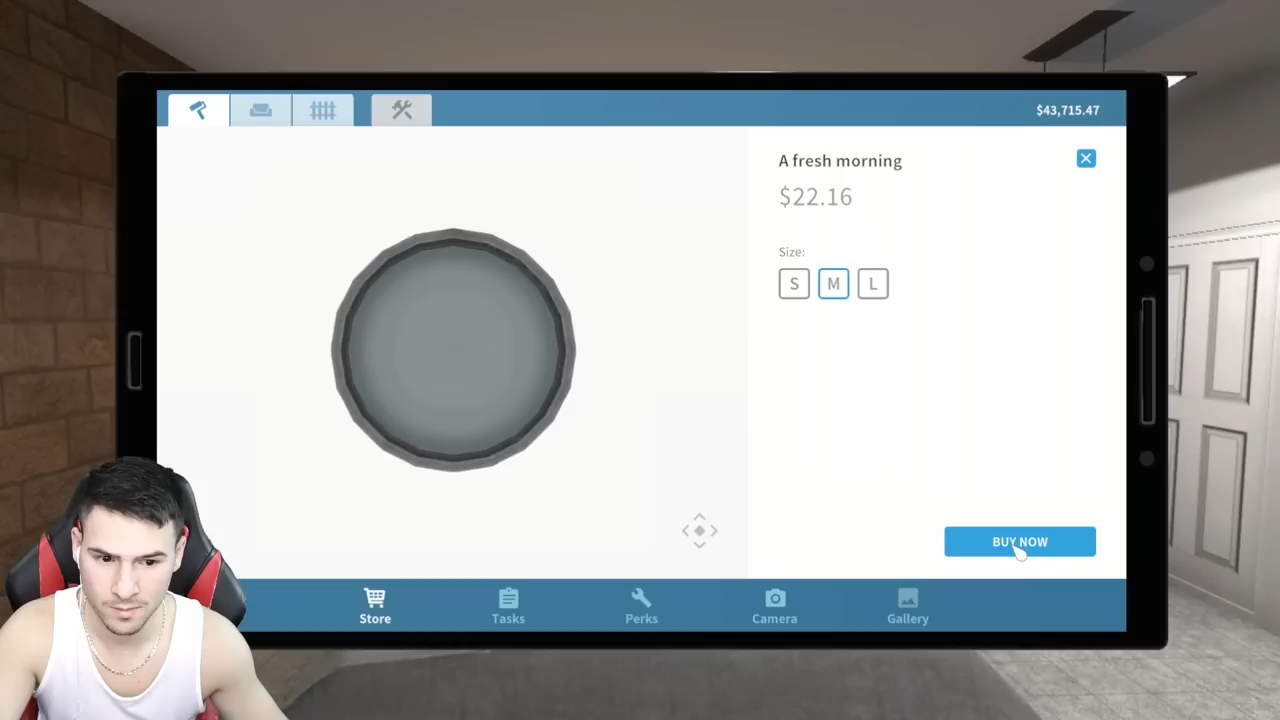 $43,715.47
A fresh morning
$22.16
Size:
S M L
BUY NOW
Store Tasks Perks Camera Gallery